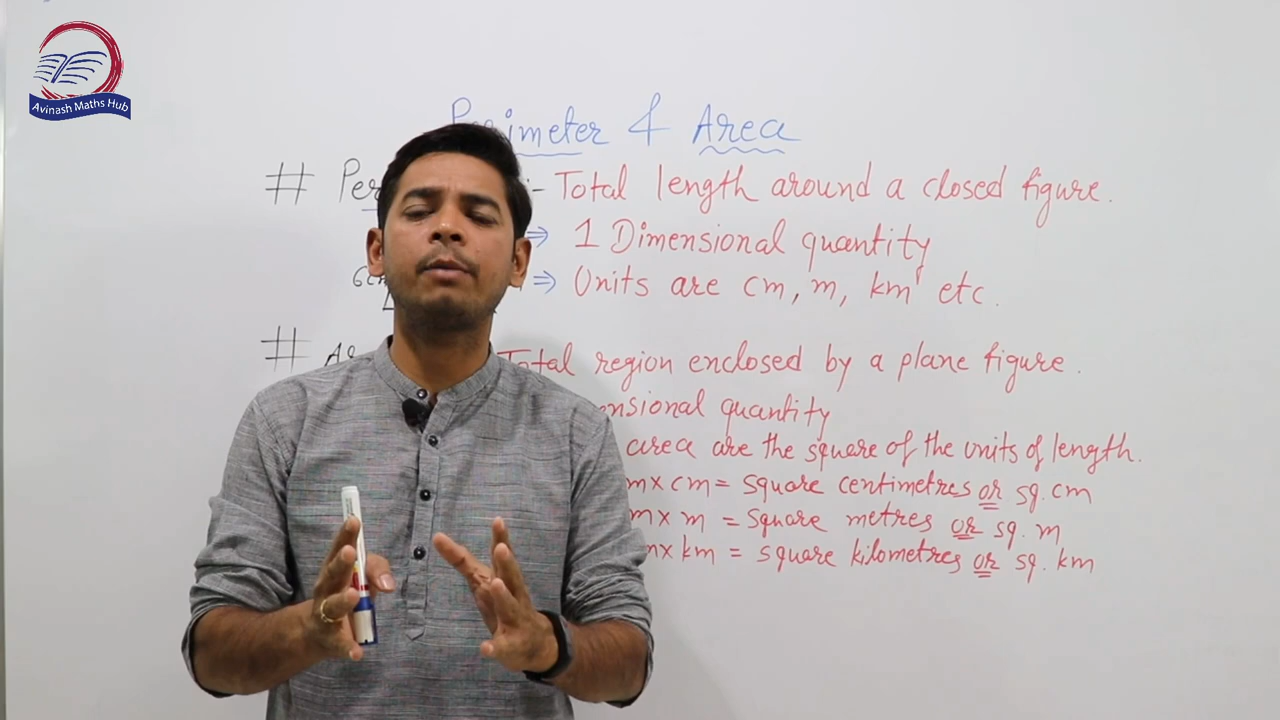 Avinash Maths Hub
Perimeter & Area
# Per :- Total length around a closed figure.
⇒ 1 Dimensional quantity
⇒ Units are cm, m, km etc.
# Total region enclosed by a plane figure.
ensional quantity
area are the square of the units of length.
m x cm = square centimetres or sq. cm
m x m = square metres or sq. m
m x km = square kilometres or sq. km